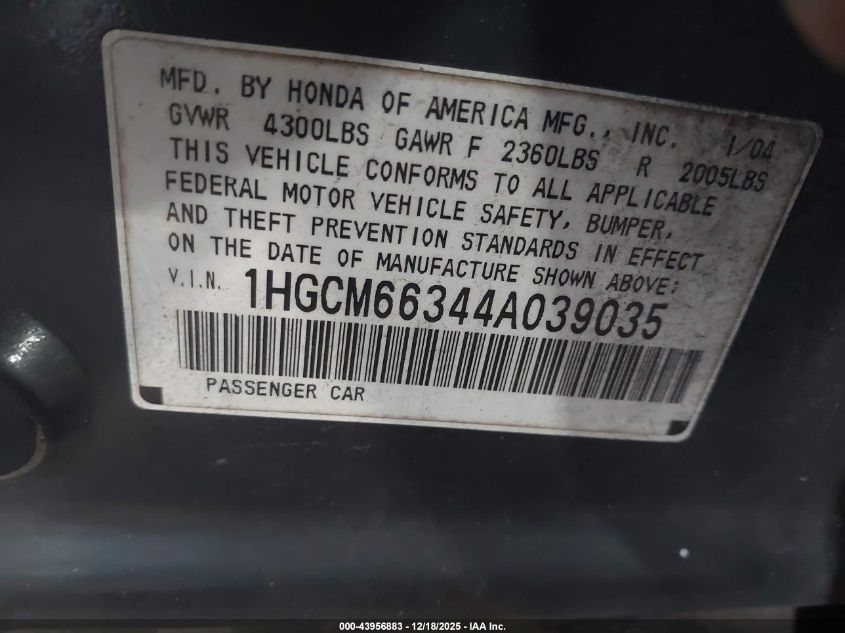 MFD. BY HONDA OF AMERICA MFG., INC. 1/04
GVWR 4300LBS GAWR F 2360LBS R 2005LBS
THIS VEHICLE CONFORMS TO ALL APPLICABLE
FEDERAL MOTOR VEHICLE SAFETY, BUMPER,
AND THEFT PREVENTION STANDARDS IN EFFECT
ON THE DATE OF MANUFACTURE SHOWN ABOVE:
V.I.N. 1HGCM66344A039035
PASSENGER CAR
000-43956883 - 12/18/2025 - IAA Inc.